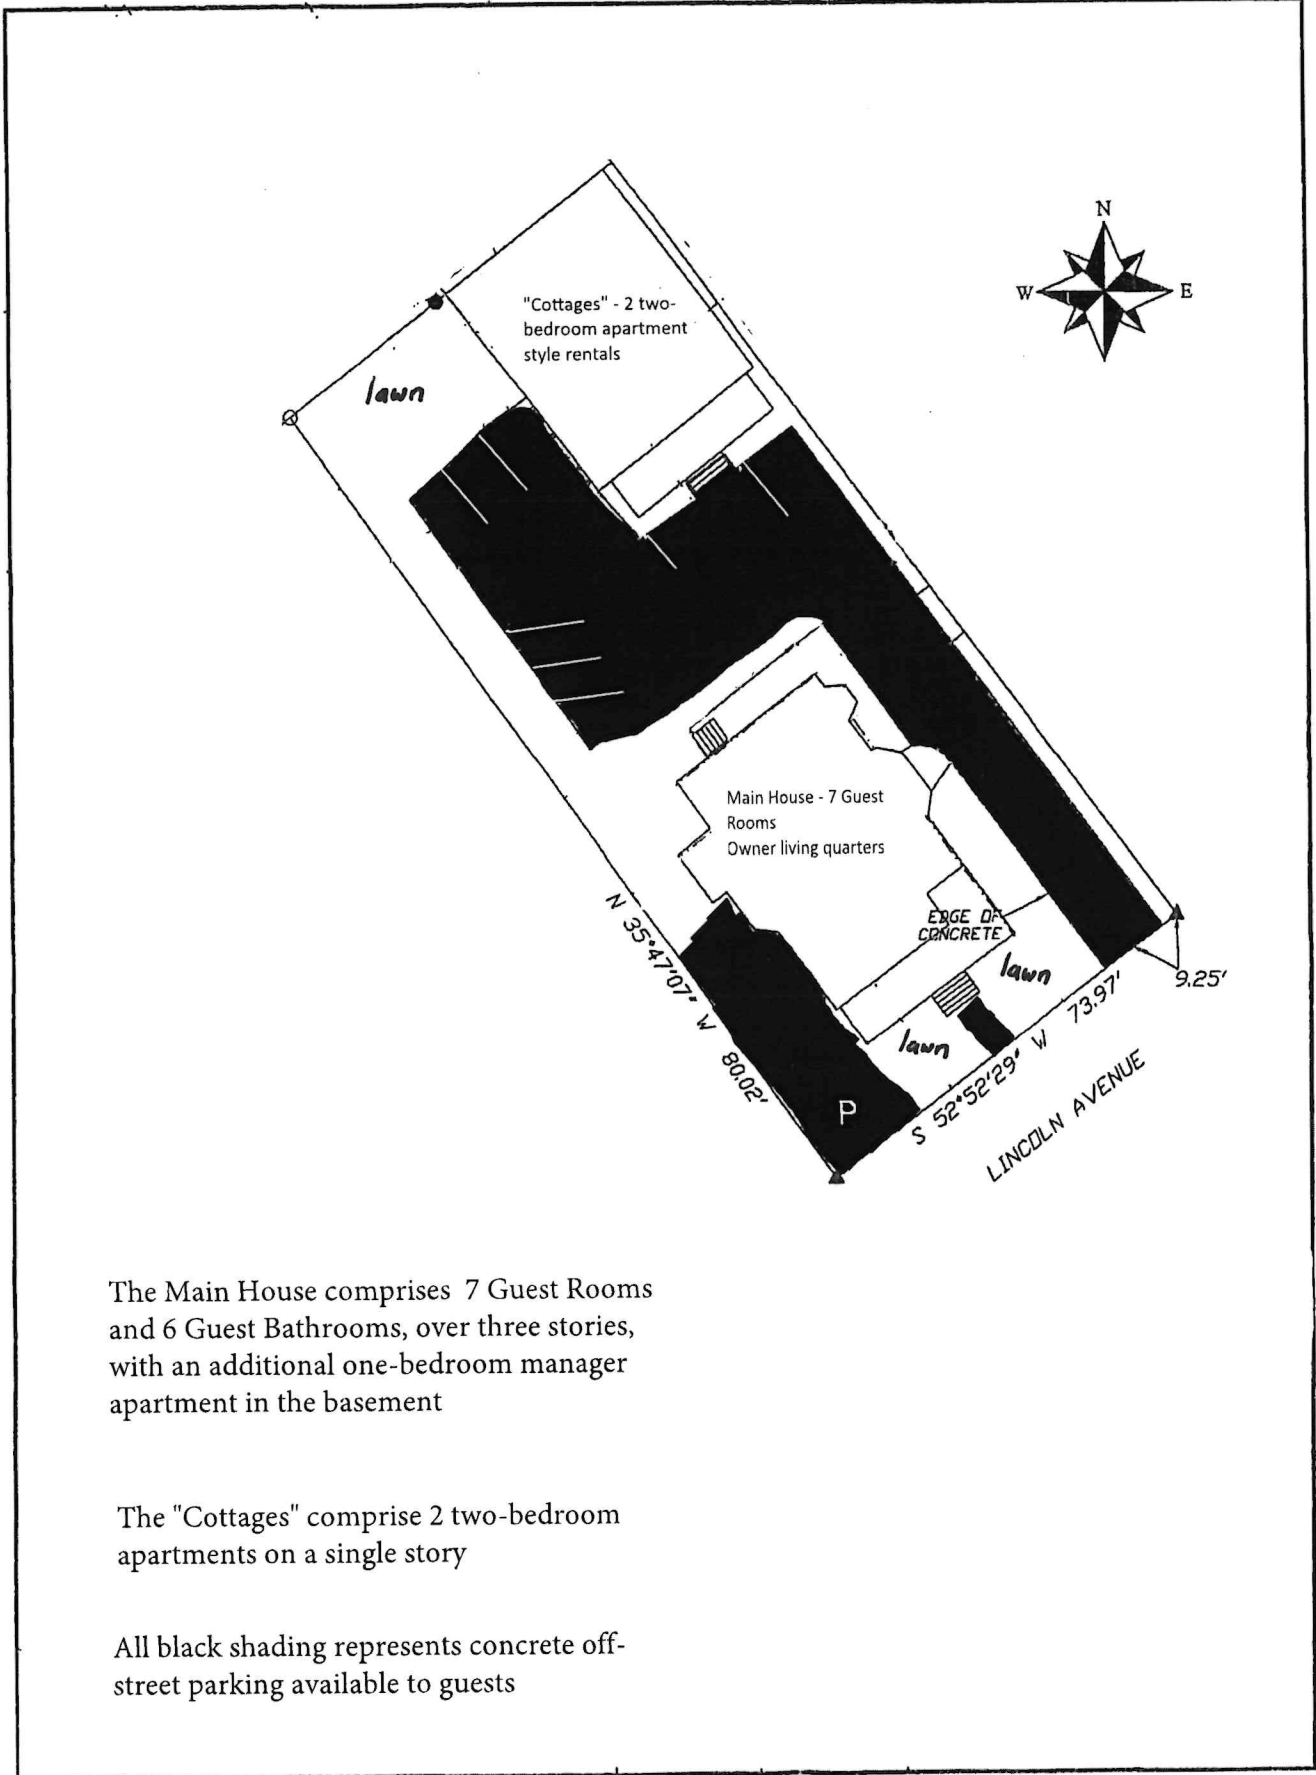 N
W
E
"Cottages" - 2 two-
bedroom apartment
style rentals
lawn
Main House - 7 Guest
Rooms
Owner living quarters
EDGE OF
CONCRETE
lawn
lawn
N 35°47'07" W 80.02'
P
S 52°52'29" W 73.97'
9.25'
LINCOLN AVENUE
The Main House comprises 7 Guest Rooms
and 6 Guest Bathrooms, over three stories,
with an additional one-bedroom manager
apartment in the basement
The "Cottages" comprise 2 two-bedroom
apartments on a single story
All black shading represents concrete off-
street parking available to guests